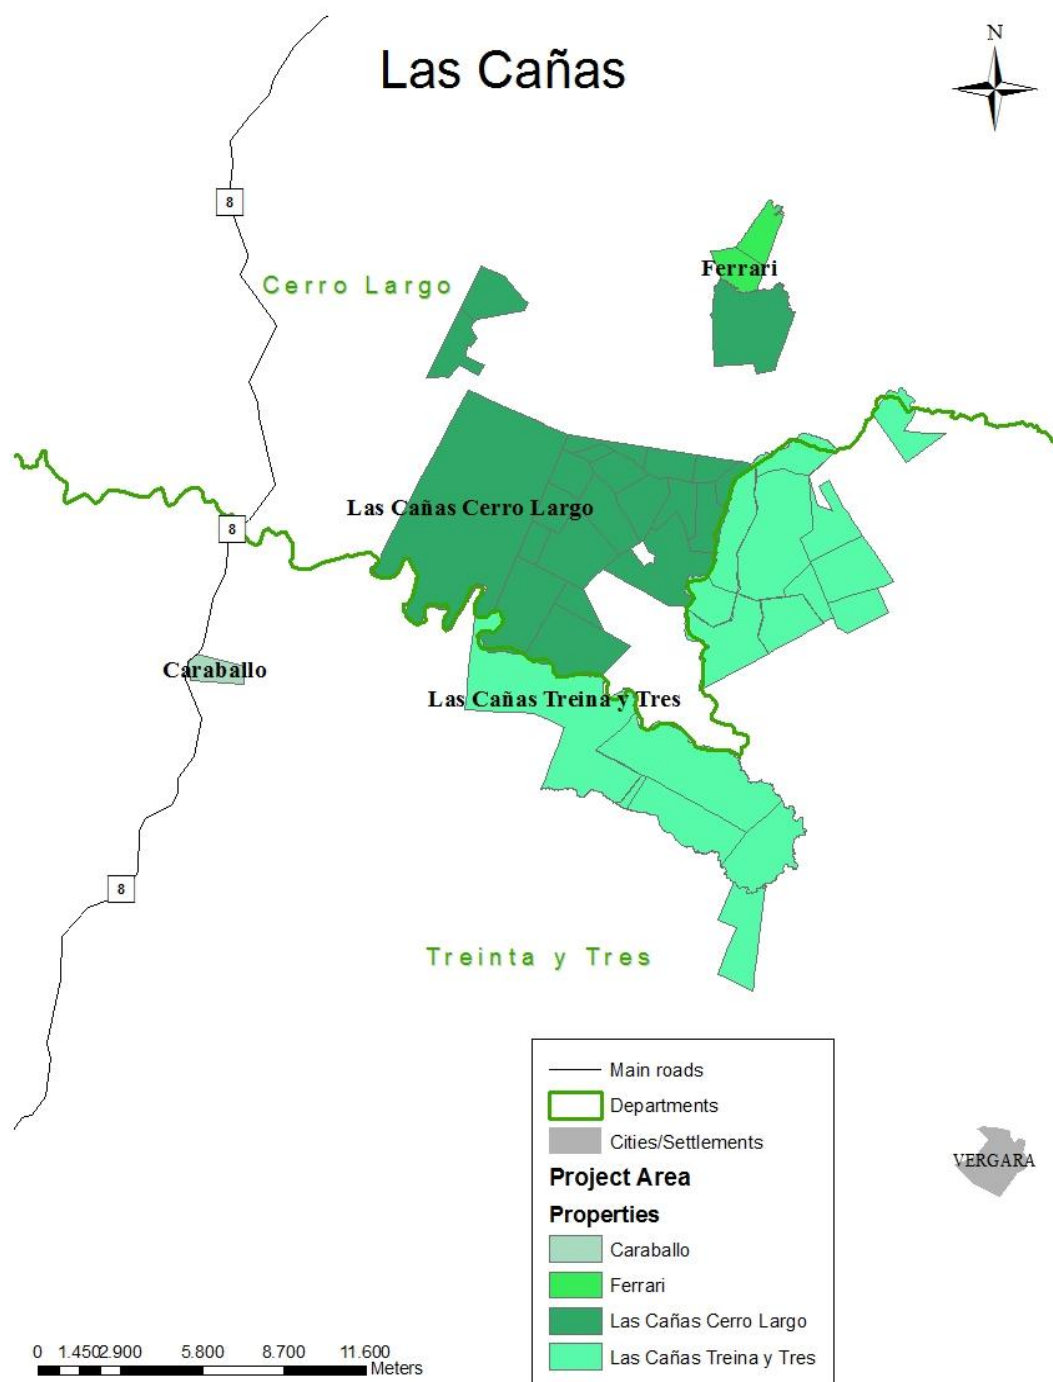 Las Cañas
N
8
Cerro Largo
Ferrari
Las Cañas Cerro Largo
8
Caraballo
Las Cañas Treina y Tres
8
Treinta y Tres
Main roads
Departments
Cities/Settlements
Project Area
Properties
Caraballo
Ferrari
Las Cañas Cerro Largo
Las Cañas Treina y Tres
VERGARA
0 1.450 2.900 5.800 8.700 11.600
Meters